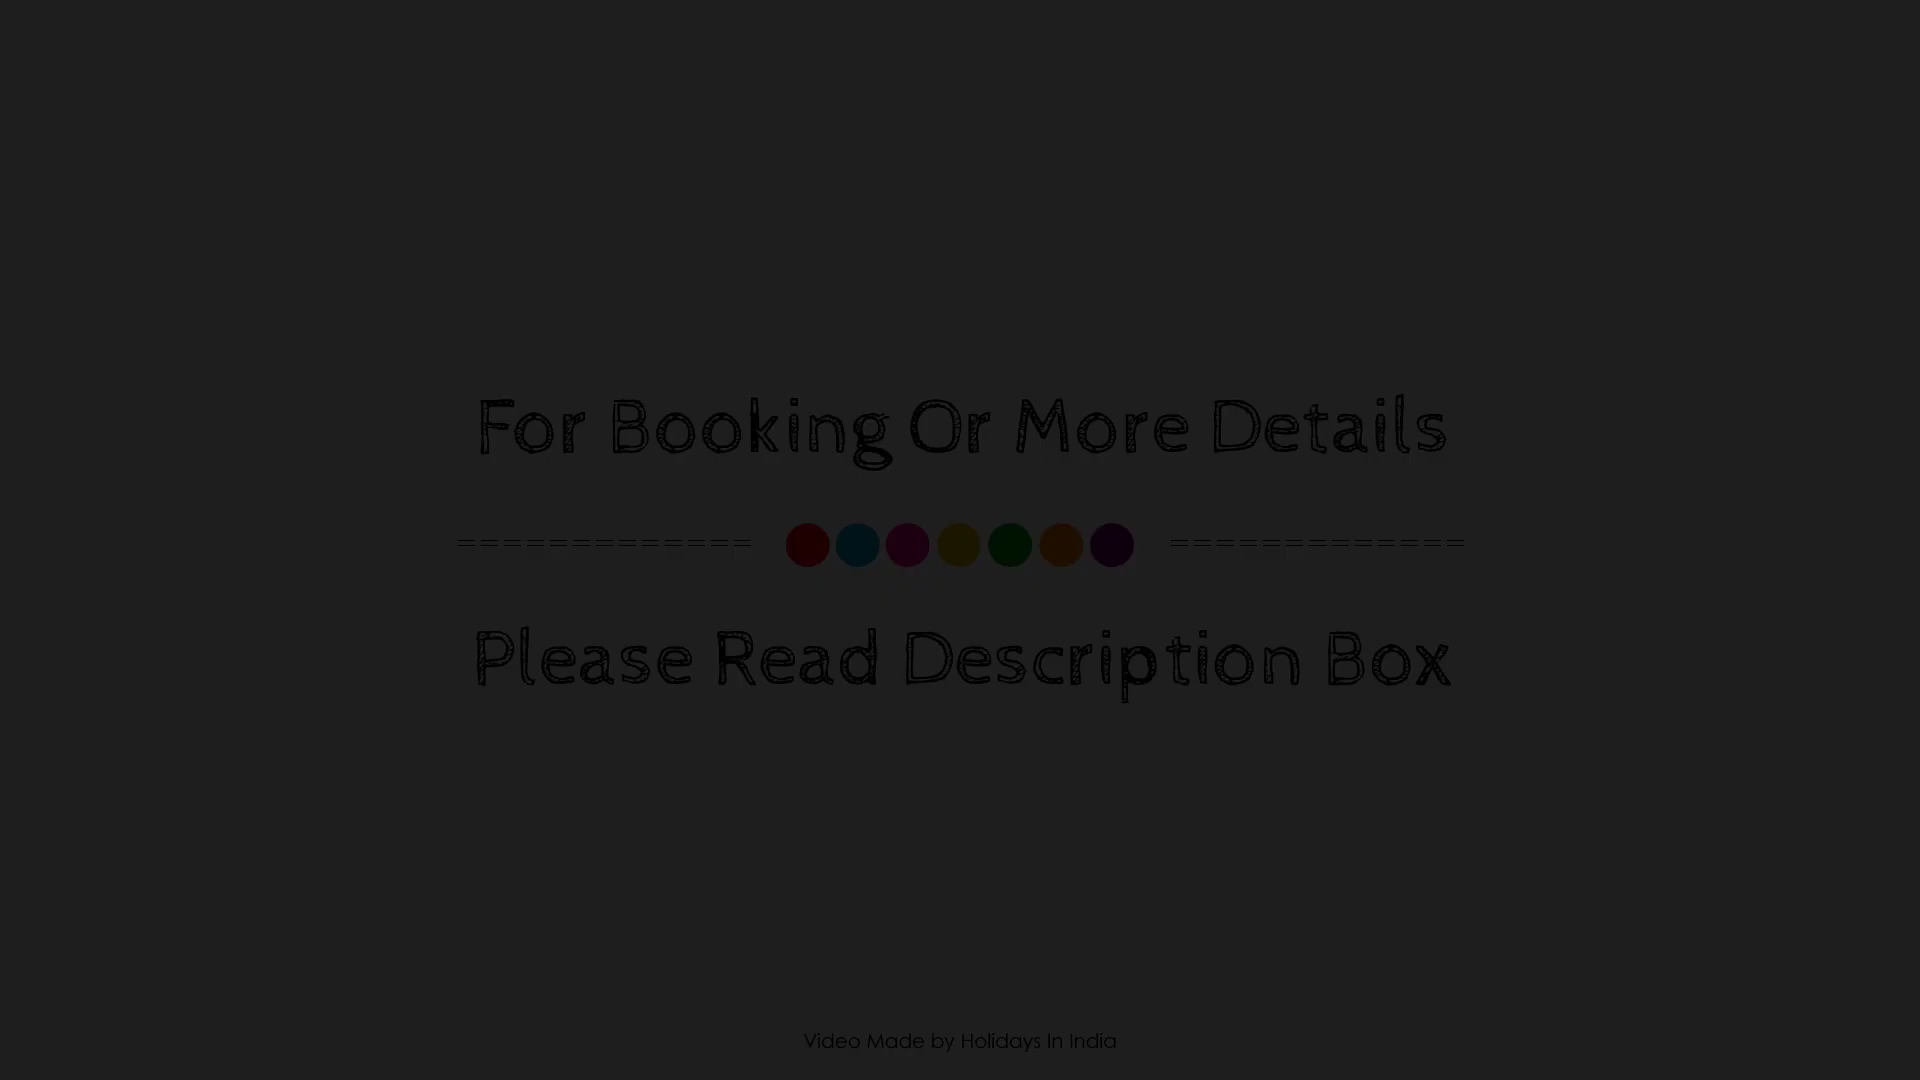 For Booking Or More Details
============= =============
Please Read Description Box
Video Made by Holidays In India